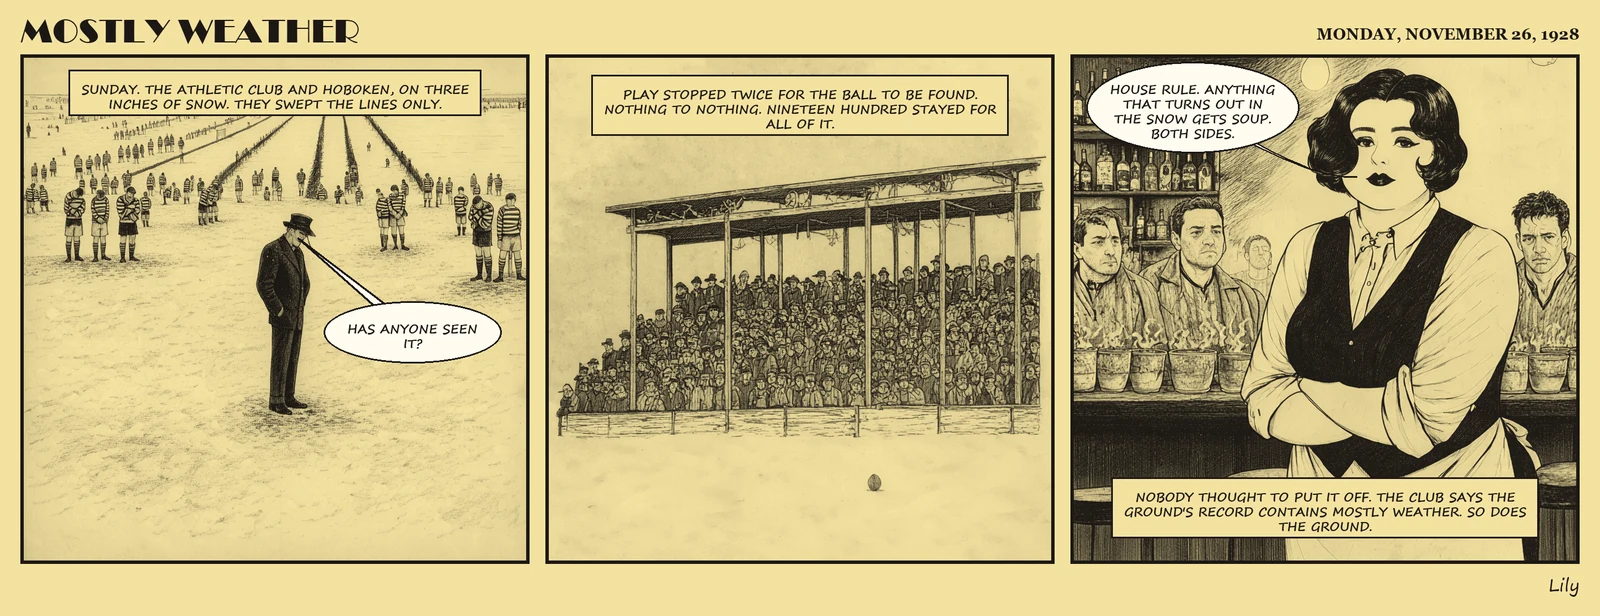 MOSTLY WEATHER
MONDAY, NOVEMBER 26, 1928
SUNDAY. THE ATHLETIC CLUB AND HOBOKEN, ON THREE
INCHES OF SNOW. THEY SWEPT THE LINES ONLY.
HAS ANYONE SEEN
IT?
PLAY STOPPED TWICE FOR THE BALL TO BE FOUND.
NOTHING TO NOTHING. NINETEEN HUNDRED STAYED FOR
ALL OF IT.
HOUSE RULE. ANYTHING
THAT TURNS OUT IN
THE SNOW GETS SOUP.
BOTH SIDES.
NOBODY THOUGHT TO PUT IT OFF. THE CLUB SAYS THE
GROUND'S RECORD CONTAINS MOSTLY WEATHER. SO DOES
THE GROUND.
Lily